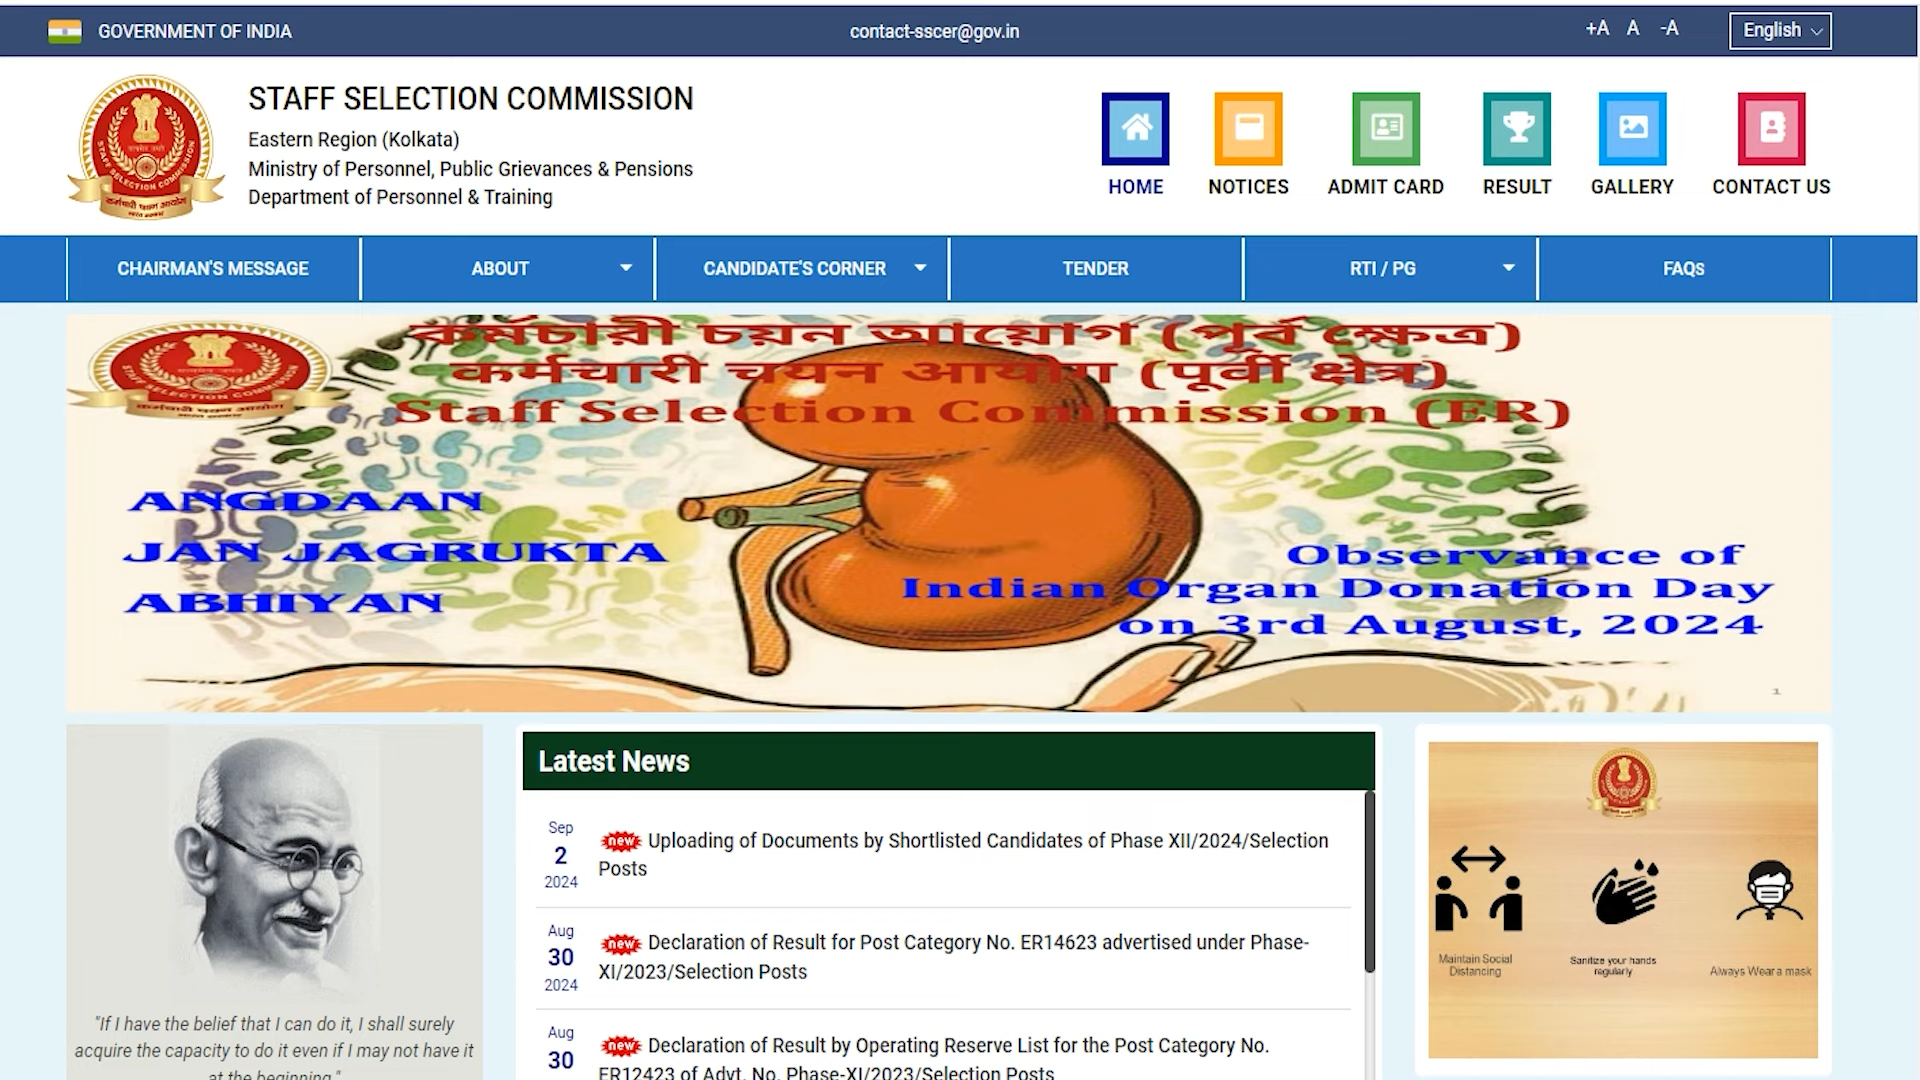 GOVERNMENT OF INDIA
contact-sscer@gov.in
+A A -A
English
STAFF SELECTION COMMISSION
Eastern Region (Kolkata)
Ministry of Personnel, Public Grievances & Pensions
Department of Personnel & Training
HOME
NOTICES
ADMIT CARD
RESULT
GALLERY
CONTACT US
CHAIRMAN'S MESSAGE
ABOUT
CANDIDATE'S CORNER
TENDER
RTI / PG
FAQs
কর্মচারী চয়ন আয়োগ (পূর্ব ক্ষেত্র)
कर्मचारी चयन आयोग (पूर्वी क्षेत्र)
Staff Selection Commission (ER)
ANGDAAN
JAN JAGRUKTA
ABHIYAN
Observance of
Indian Organ Donation Day
on 3rd August, 2024
1
"If I have the belief that I can do it, I shall surely
acquire the capacity to do it even if I may not have it
at the beginning."
Latest News
Sep
2
2024
new Uploading of Documents by Shortlisted Candidates of Phase XII/2024/Selection
Posts
Aug
30
2024
new Declaration of Result for Post Category No. ER14623 advertised under Phase-
XI/2023/Selection Posts
Aug
30
new Declaration of Result by Operating Reserve List for the Post Category No.
ER12423 of Advt. No. Phase-XI/2023/Selection Posts
Maintain Social
Distancing
Sanitize your hands
regularly
Always Wear a mask